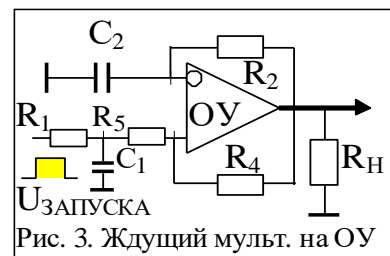 C2
R2
R1
R5
ОУ
C1
R4
RН
UЗАПУСКА
Рис. 3. Ждущий мульт. на ОУ